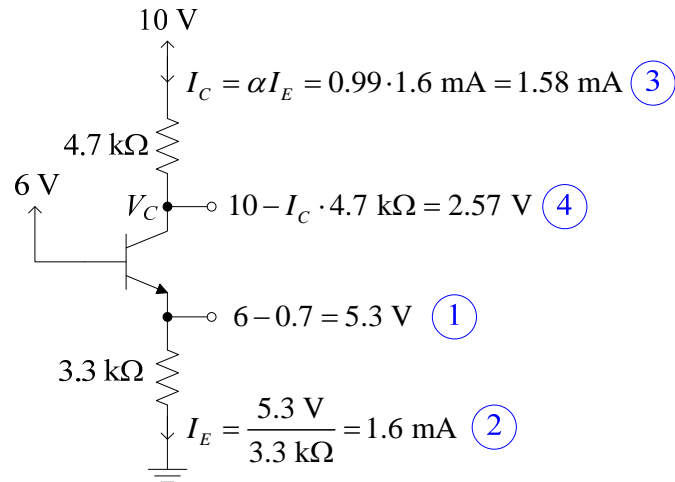 10 V
I_C = αI_E = 0.99·1.6 mA = 1.58 mA ③
4.7 kΩ
6 V
V_C
10 − I_C · 4.7 kΩ = 2.57 V ④
6 − 0.7 = 5.3 V ①
3.3 kΩ
I_E = 5.3 V / 3.3 kΩ = 1.6 mA ②